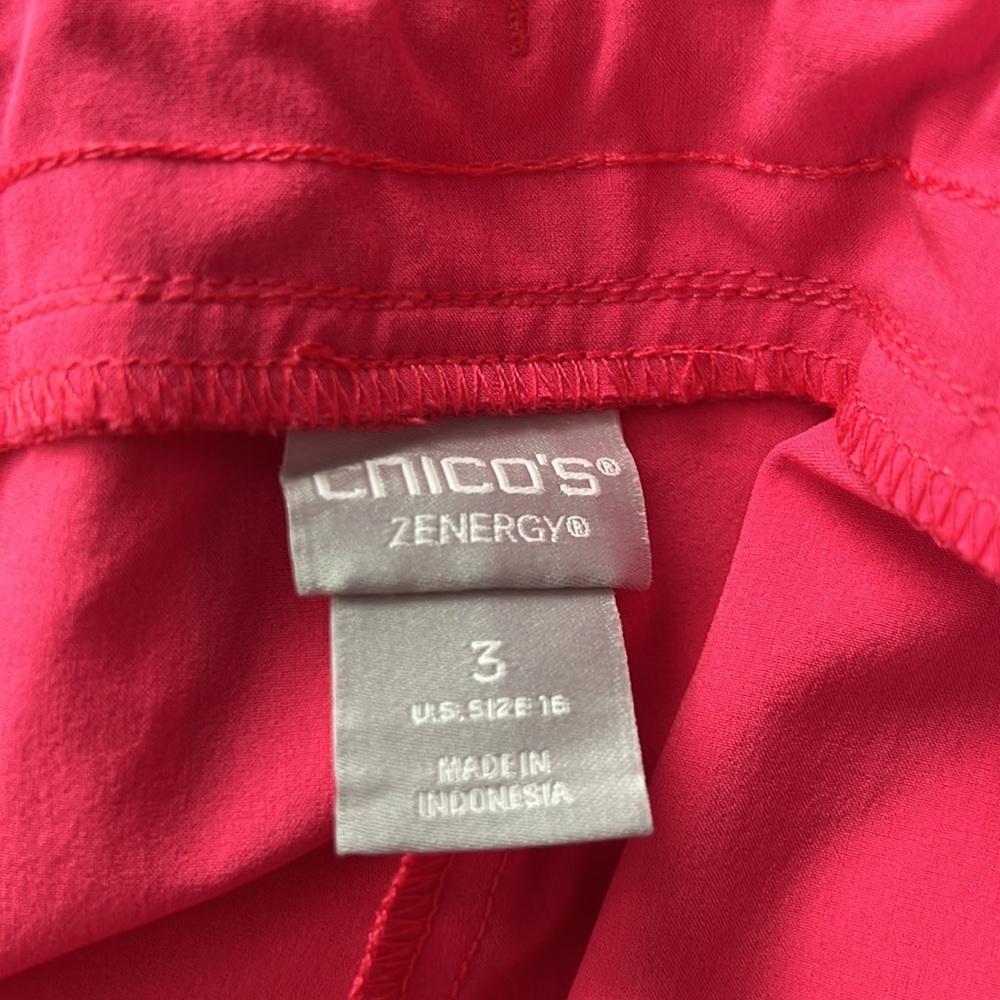 CHICO'S®
ZENERGY®
3
U.S. SIZE 16
MADE IN
INDONESIA